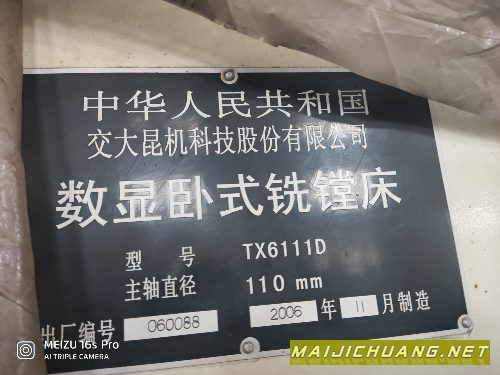 中华人民共和国
交大昆机科技股份有限公司
数显卧式铣镗床
型号 TX6111D
主轴直径 110 mm
出厂编号 060088 2006 年 11 月制造
MEIZU 16s Pro
AI TRIPLE CAMERA
MAIJICHUANG.NET